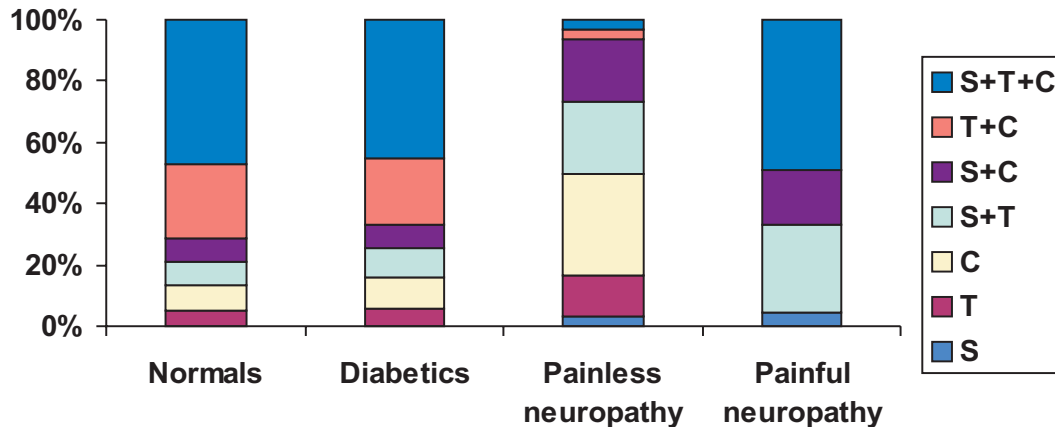 100%
80%
60%
40%
20%
0%
Normals
Diabetics
Painless
neuropathy
Painful
neuropathy
S+T+C
T+C
S+C
S+T
C
T
S